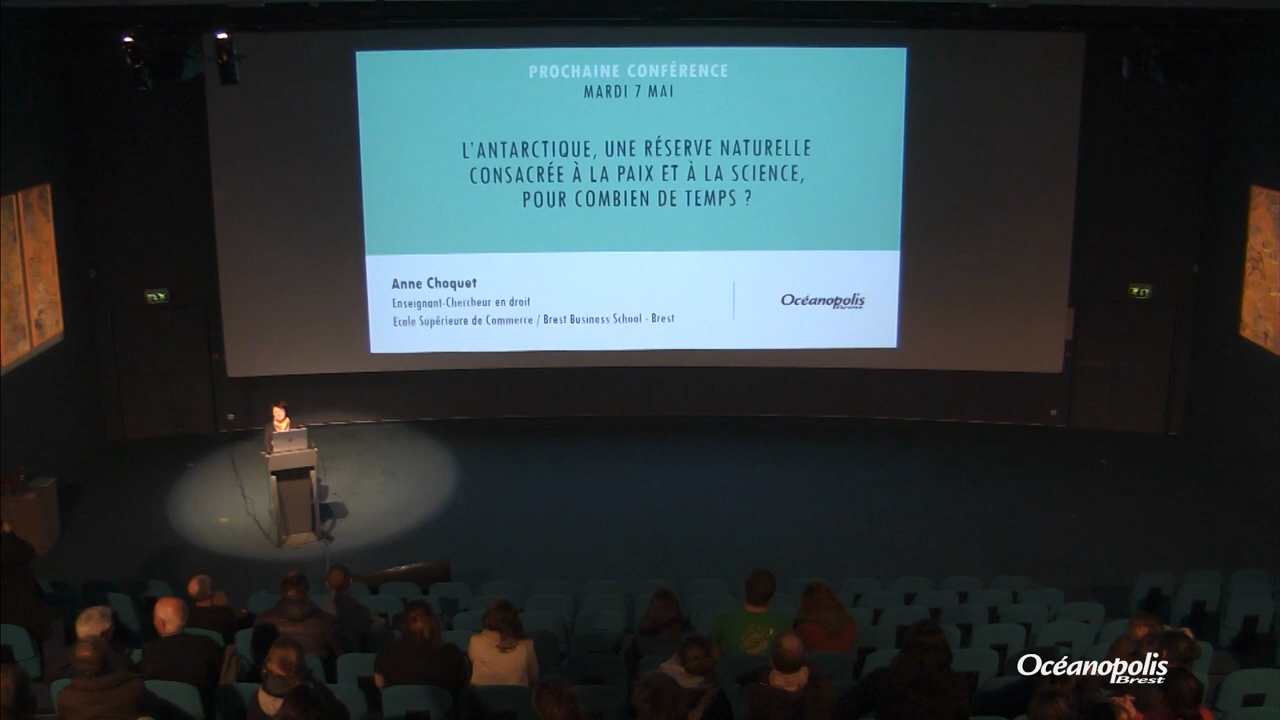 PROCHAINE CONFÉRENCE
MARDI 7 MAI
L'ANTARCTIQUE, UNE RÉSERVE NATURELLE
CONSACRÉE À LA PAIX ET À LA SCIENCE,
POUR COMBIEN DE TEMPS ?
Anne Choquet
Enseignant-Chercheur en droit
Ecole Supérieure de Commerce / Brest Business School - Brest
Océanopolis
Brest
Océanopolis
Brest